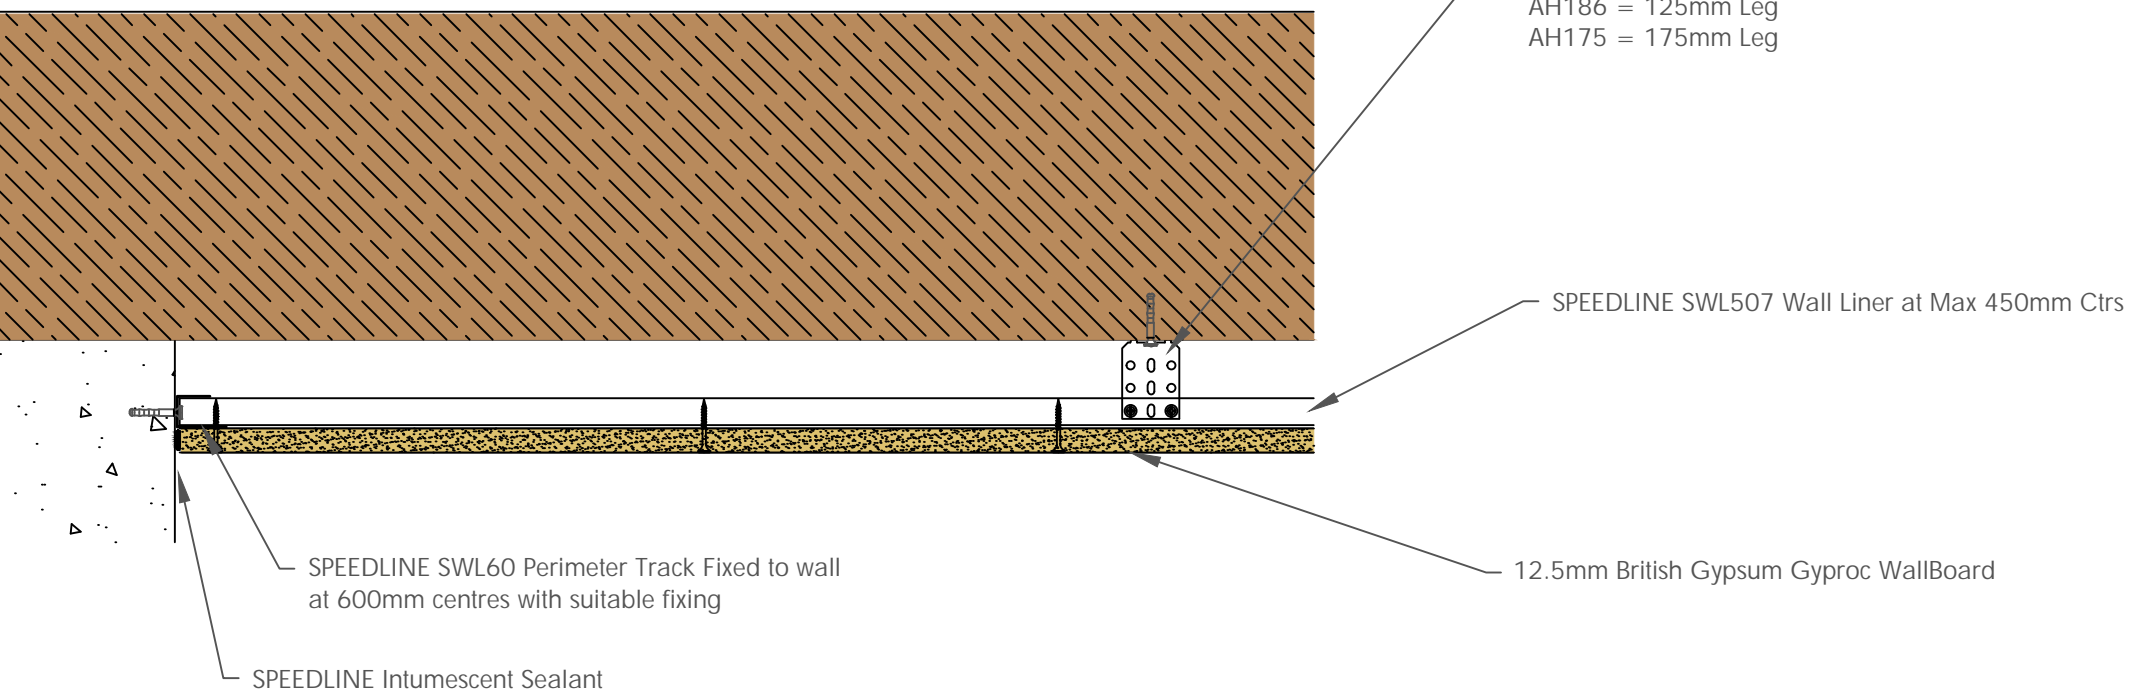 AH186 = 125mm Leg
AH175 = 175mm Leg
SPEEDLINE SWL507 Wall Liner at Max 450mm Ctrs
SPEEDLINE SWL60 Perimeter Track Fixed to wall
at 600mm centres with suitable fixing
12.5mm British Gypsum Gyproc WallBoard
SPEEDLINE Intumescent Sealant